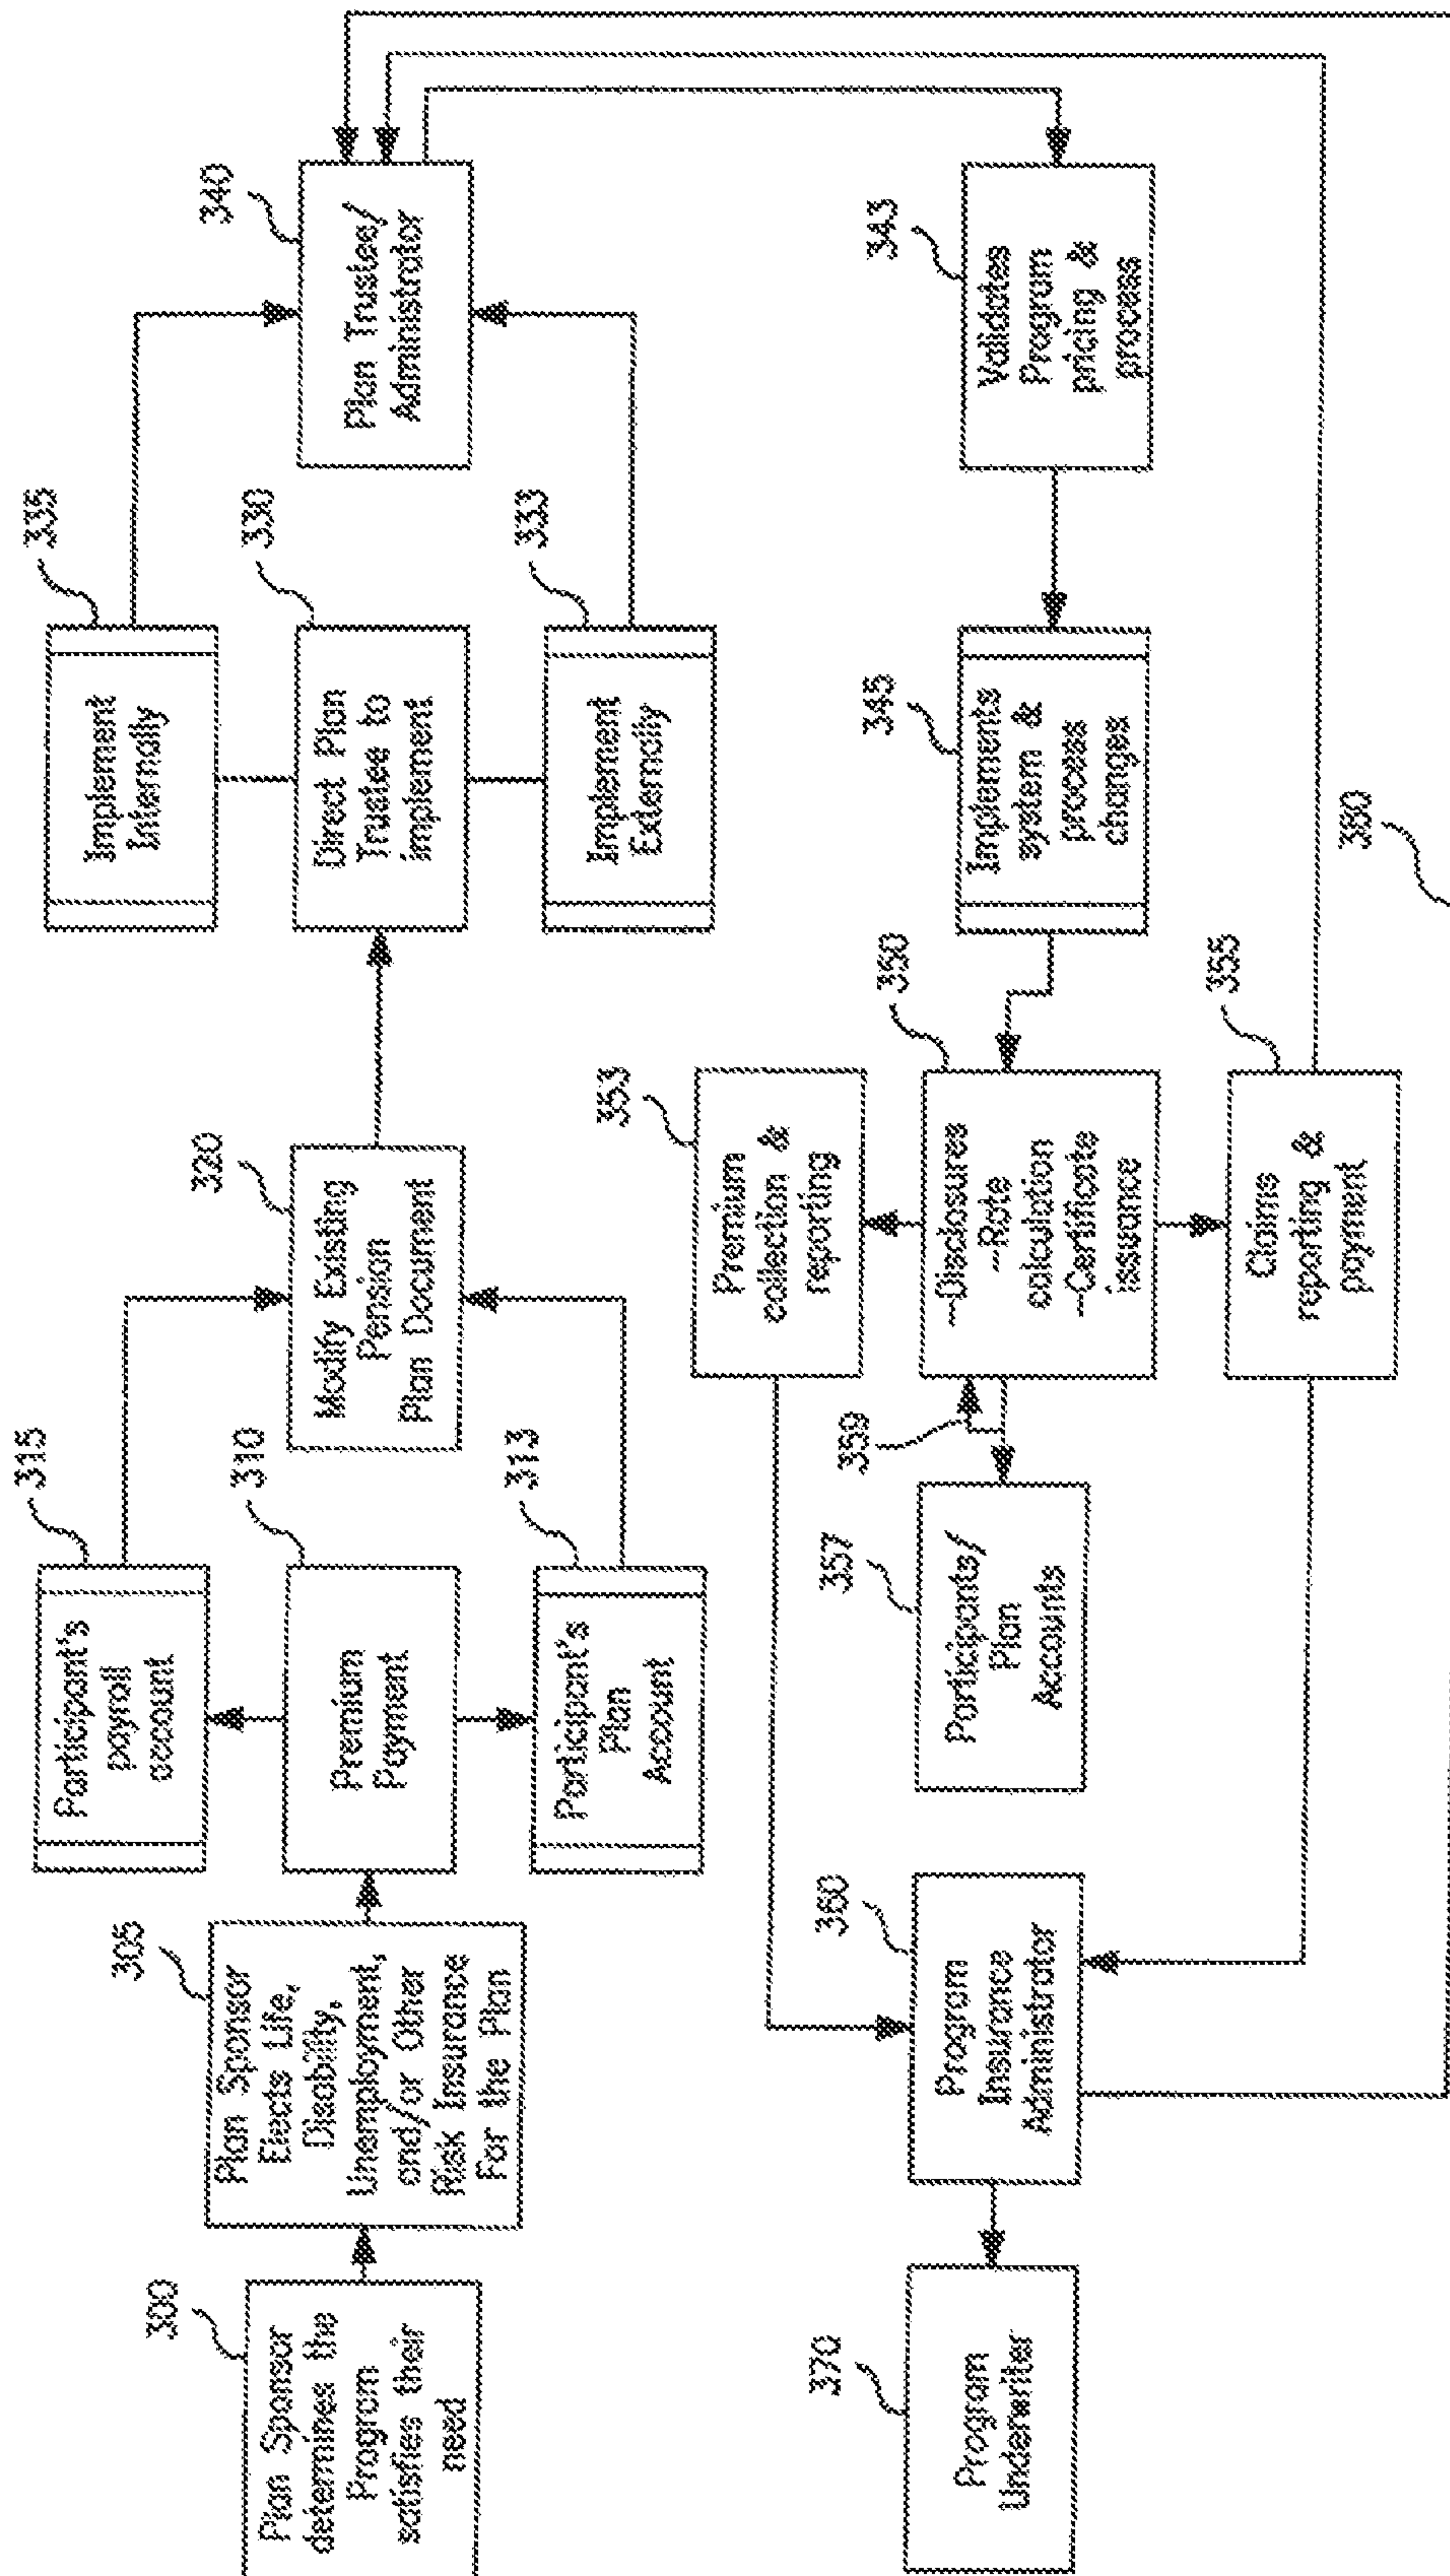 300
Plan Sponsor
determines the
Program
satisfies their
need
305
Plan Sponsor
Elects Life,
Disability,
Unemployment,
and/or Other
Risk Insurance
For the Plan
315
Participant's
payroll
account
310
Premium
Payment
313
Participant's
Plan
Account
320
Modify Existing
Pension
Plan Document
335
Implement
Internally
330
Direct Plan
Trustee to
implement
333
Implement
Externally
340
Plan Trustee/
Administrator
343
Validates
Program
pricing &
process
345
Implements
system &
process
changes
350
--Disclosures
--Rate
calculation
--Certificate
issuance
353
Premium
collection &
reporting
355
Claims
reporting &
payment
359
357
Participants/
Plan
Accounts
360
Program
Insurance
Administrator
370
Program
Underwriter
380